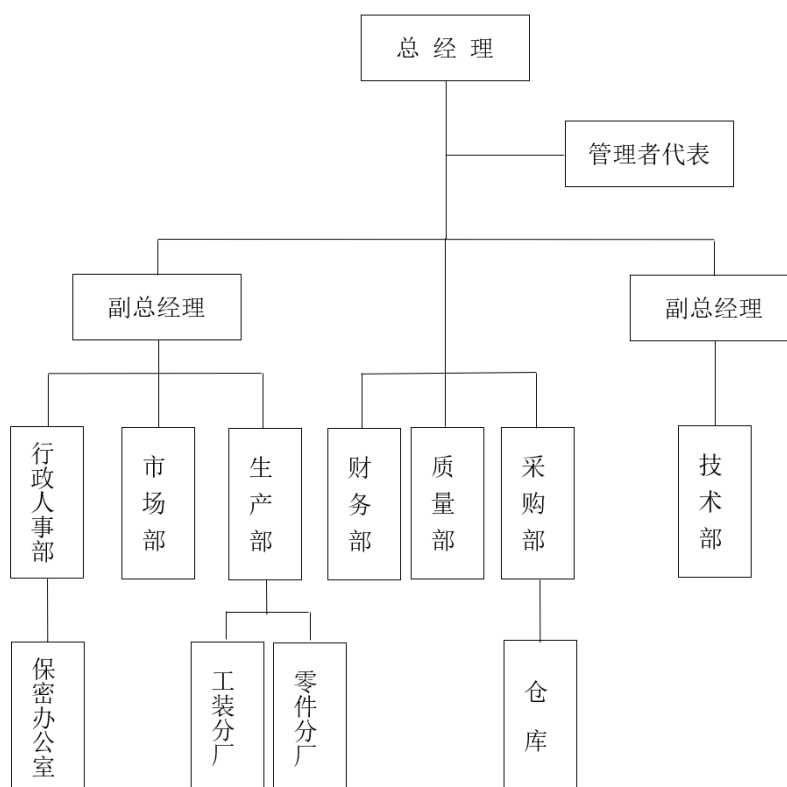 总经理
管理者代表
副总经理
副总经理
行政人事部
市场部
生产部
财务部
质量部
采购部
技术部
保密办公室
工装分厂
零件分厂
仓库